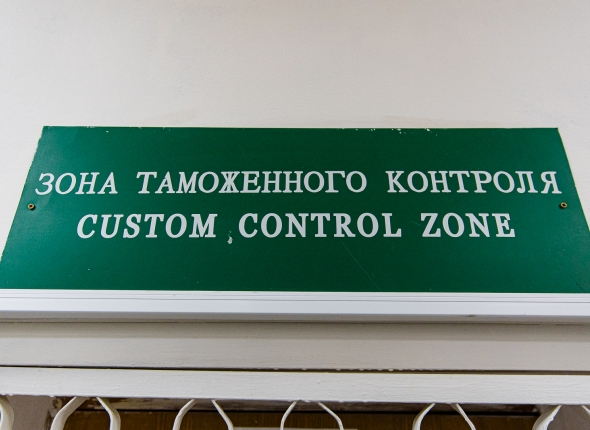 ЗОНА ТАМОЖЕННОГО КОНТРОЛЯ
CUSTOM CONTROL ZONE